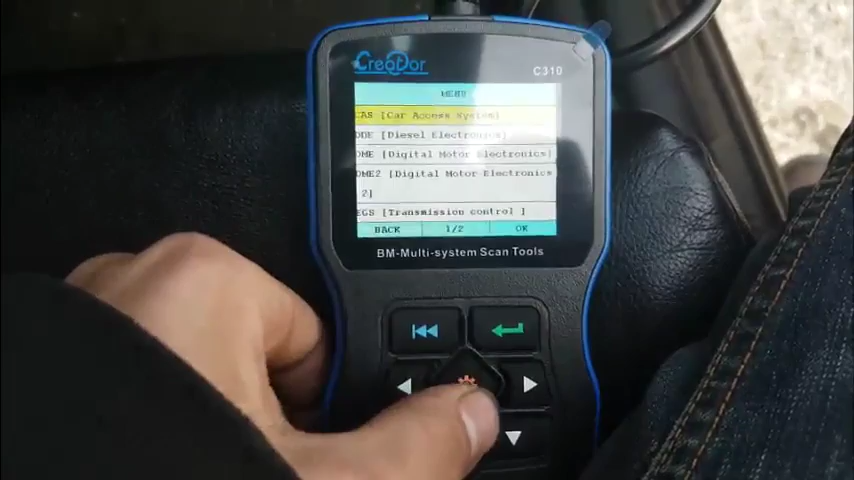 Creator
C310
MENU
CAS [Car Access System]
DDE [Diesel Electronics]
DME [Digital Motor Electronics]
DME2 [Digital Motor Electronics
2]
EGS [Transmission control ]
BACK 1/2 OK
BM-Multi-system Scan Tools